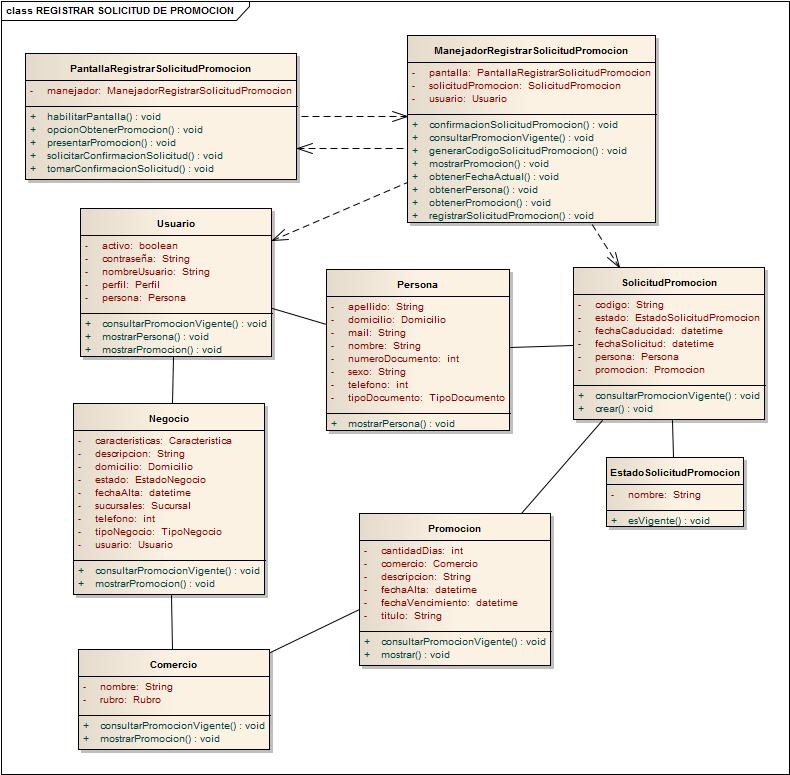 class REGISTRAR SOLICITUD DE PROMOCION
PantallaRegistrarSolicitudPromocion
- manejador: ManejadorRegistrarSolicitudPromocion
+ habilitarPantalla() : void
+ opcionObtenerPromocion() : void
+ presentarPromocion() : void
+ solicitarConfirmacionSolicitud() : void
+ tomarConfirmacionSolicitud() : void
ManejadorRegistrarSolicitudPromocion
- pantalla: PantallaRegistrarSolicitudPromocion
- solicitudPromocion: SolicitudPromocion
- usuario: Usuario
+ confirmacionSolicitudPromocion() : void
+ consultarPromocionVigente() : void
+ generarCodigoSolicitudPromocion() : void
+ mostrarPromocion() : void
+ obtenerFechaActual() : void
+ obtenerPersona() : void
+ obtenerPromocion() : void
+ registrarSolicitudPromocion() : void
Usuario
- activo: boolean
- contraseña: String
- nombreUsuario: String
- perfil: Perfil
- persona: Persona
+ consultarPromocionVigente() : void
+ mostrarPersona() : void
+ mostrarPromocion() : void
Persona
- apellido: String
- domicilio: Domicilio
- mail: String
- nombre: String
- numeroDocumento: int
- sexo: String
- telefono: int
- tipoDocumento: TipoDocumento
+ mostrarPersona() : void
SolicitudPromocion
- codigo: String
- estado: EstadoSolicitudPromocion
- fechaCaducidad: datetime
- fechaSolicitud: datetime
- persona: Persona
- promocion: Promocion
+ consultarPromocionVigente() : void
+ crear() : void
Negocio
- caracteristicas: Caracteristica
- descripcion: String
- domicilio: Domicilio
- estado: EstadoNegocio
- fechaAlta: datetime
- sucursales: Sucursal
- telefono: int
- tipoNegocio: TipoNegocio
- usuario: Usuario
+ consultarPromocionVigente() : void
+ mostrarPromocion() : void
EstadoSolicitudPromocion
- nombre: String
+ esVigente() : void
Promocion
- cantidadDias: int
- comercio: Comercio
- descripcion: String
- fechaAlta: datetime
- fechaVencimiento: datetime
- titulo: String
+ consultarPromocionVigente() : void
+ mostrar() : void
Comercio
- nombre: String
- rubro: Rubro
+ consultarPromocionVigente() : void
+ mostrarPromocion() : void